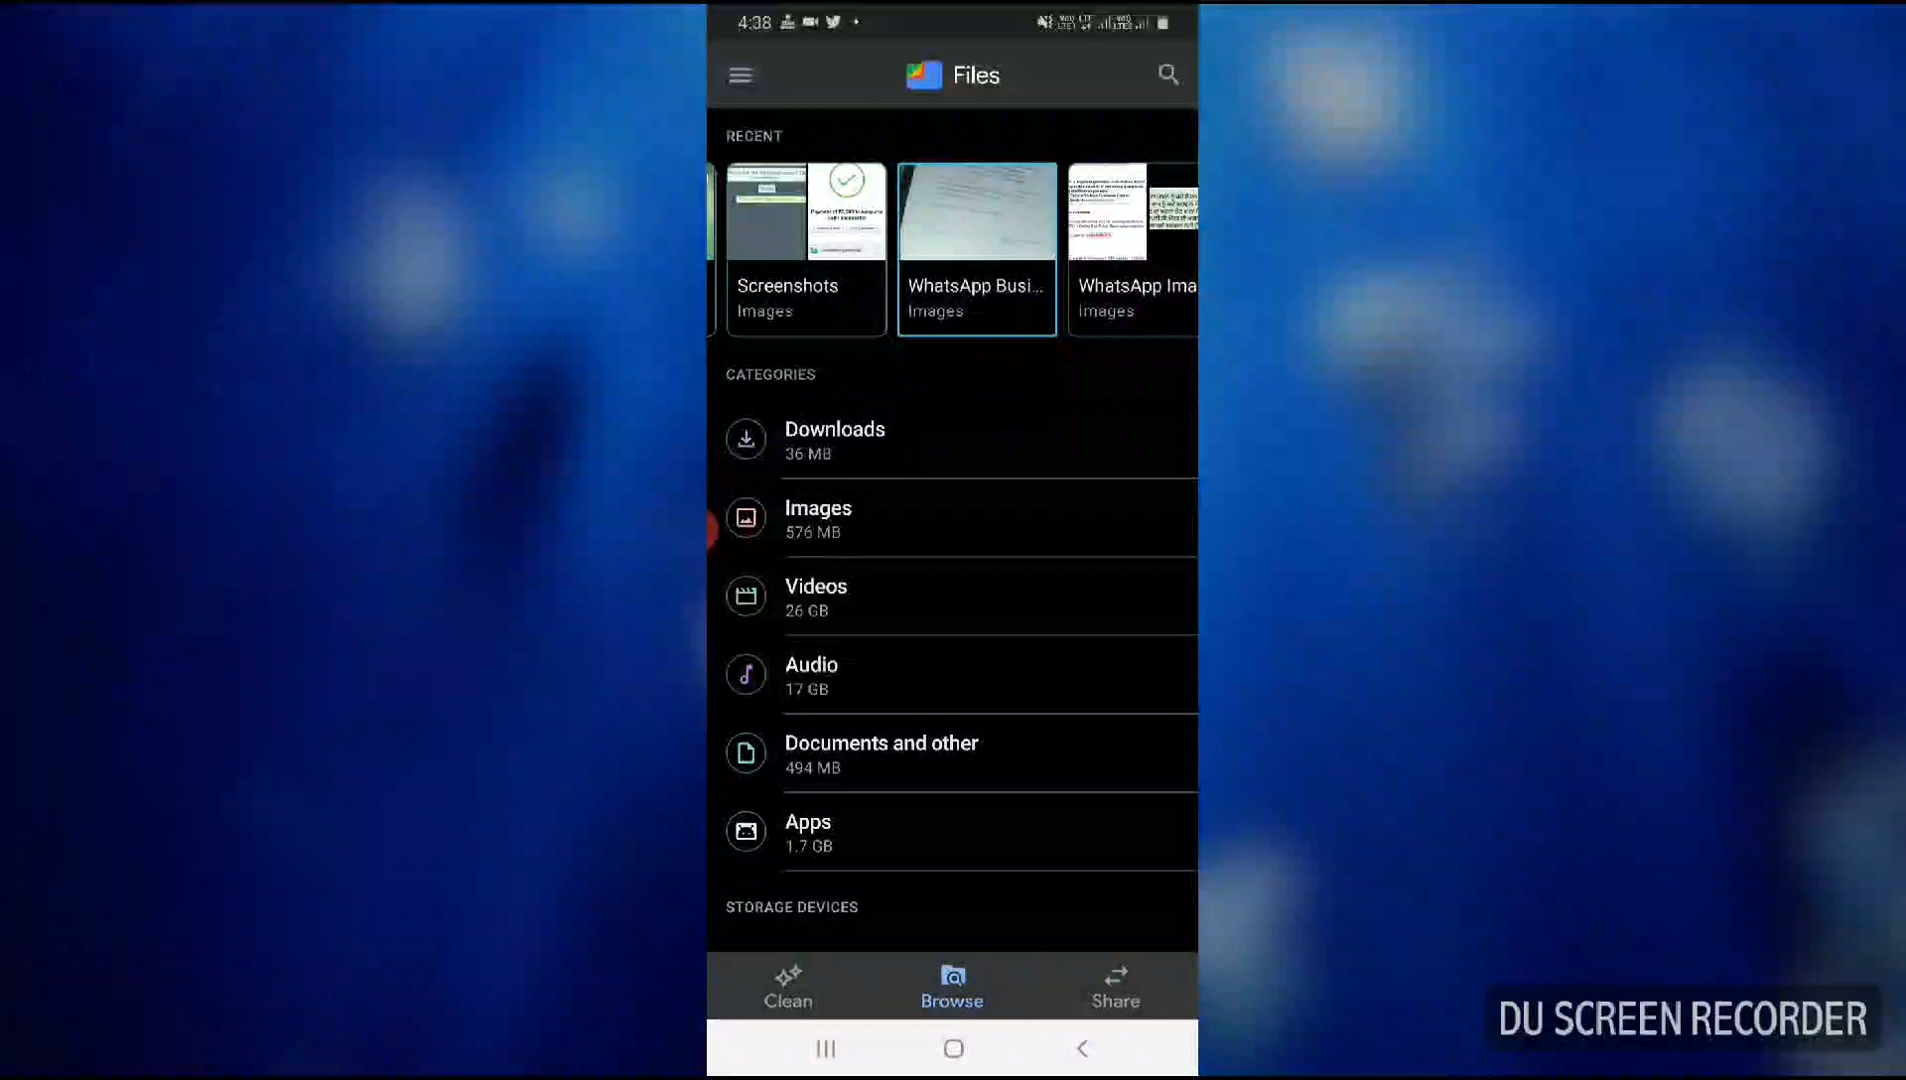 4:38
Files
RECENT
Screenshots
Images
WhatsApp Busi...
Images
WhatsApp Ima
Images
CATEGORIES
Downloads
36 MB
Images
576 MB
Videos
26 GB
Audio
17 GB
Documents and other
494 MB
Apps
1.7 GB
STORAGE DEVICES
Clean
Browse
Share
DU SCREEN RECORDER